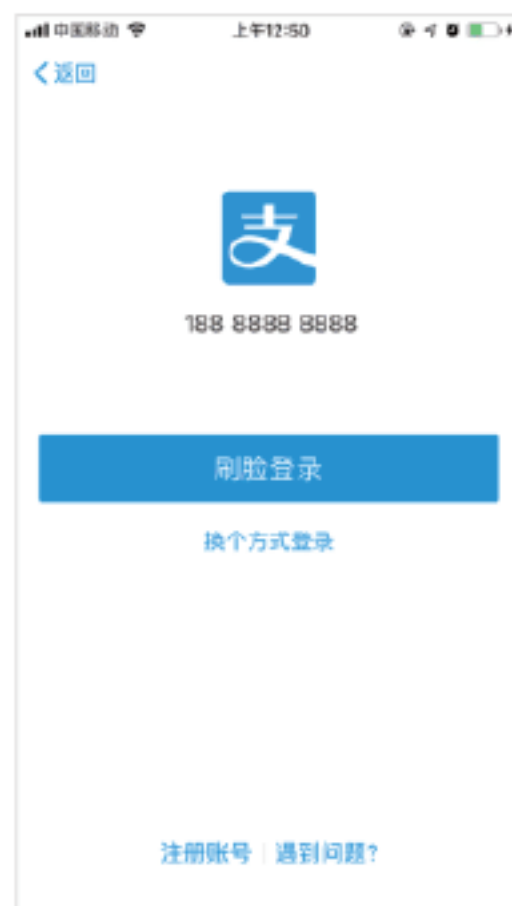 中国移动 上午12:50
返回
支
188 8888 8888
刷脸登录
换个方式登录
注册账号 遇到问题?